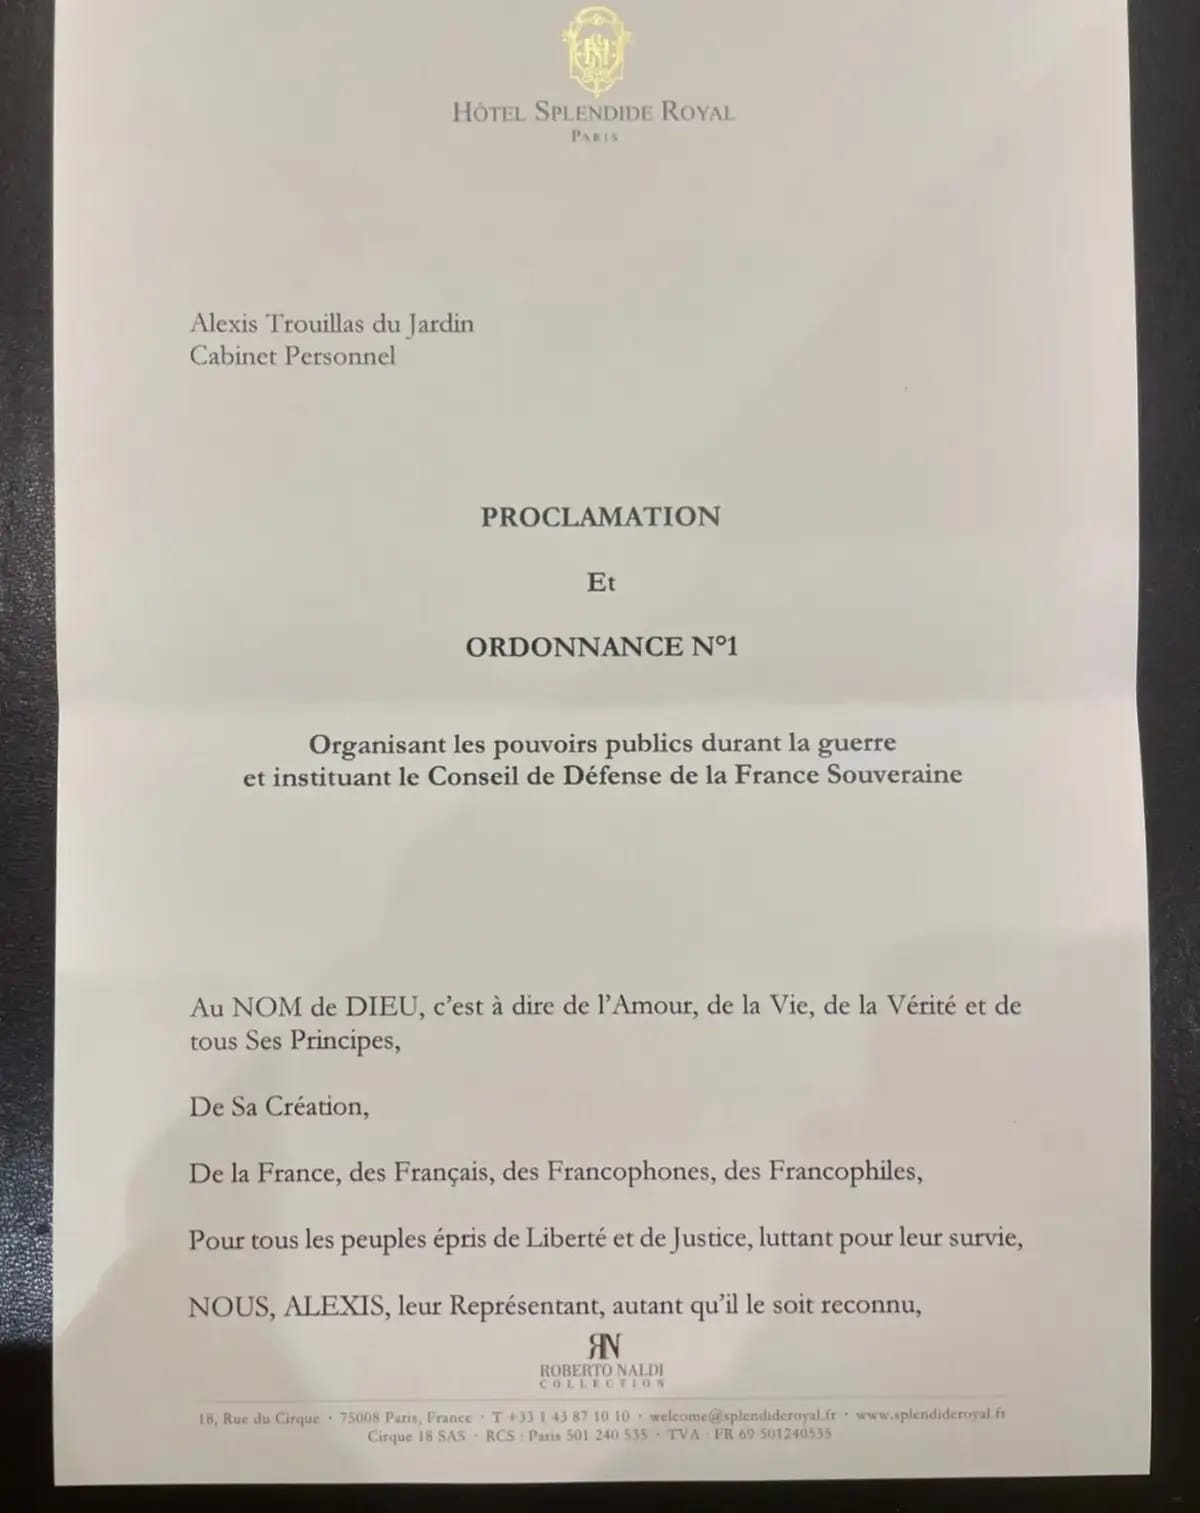 HÔTEL SPLENDIDE ROYAL
PARIS
Alexis Trouillas du Jardin
Cabinet Personnel
PROCLAMATION
Et
ORDONNANCE N°1
Organisant les pouvoirs publics durant la guerre
et instituant le Conseil de Défense de la France Souveraine
Au NOM de DIEU, c'est à dire de l'Amour, de la Vie, de la Vérité et de
tous Ses Principes,
De Sa Création,
De la France, des Français, des Francophones, des Francophiles,
Pour tous les peuples épris de Liberté et de Justice, luttant pour leur survie,
NOUS, ALEXIS, leur Représentant, autant qu'il le soit reconnu,
RN
ROBERTO NALDI
COLLECTION
18, Rue du Cirque · 75008 Paris, France · T +33 1 43 87 10 10 · welcome@splendideroyal.fr · www.splendideroyal.fr
Cirque 18 SAS · RCS : Paris 501 240 535 · TVA : FR 69 501240535